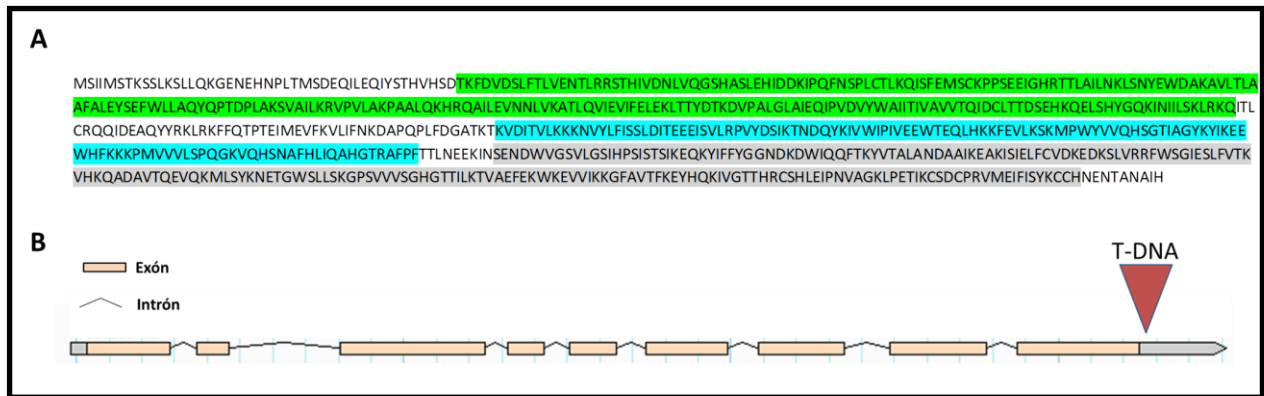 A
MSIIMSTKSSLKSLLQKGENEHNPLTMSDEQILEQIYSTHVHSDTKFDVDSLFTLVENTLRRSTHIVDNLVQGSHASLEHIDDKIPQFNSPLCTLKQISFEMSCKPPSEEIGHRTTLAILNKLSNYEWDAKAVLTLA
AFALEYSEFWLLAQYQPTDPLAKSVAILKRVPVLAKPAALQKHRQAILEVNNLVKATLQVIEVIFELEKLTTYDTKDVPALGLAIEQIPVDVYWAIITIVAVVTQIDCLTTDSEHKQELSHYGQKINIILSKLRKQITL
CRQQIDEAQYYRKLRKFFQTPTEIMEVFKVLIFNKDAPQPLFDGATKTKVDITVLKKKNVYLFISSLDITEEEISVLRPVYDSIKTNDQYKIVWIPIVEEWTEQLHKKFEVLKSKMPWYVVQHSGTIAGYKYIKEE
WHFKKKPMVVVLSPQGKVQHSNAFHLIQAHGTRAFPFTTLNEEKINSENDWVGSVLGSIHPSISTSIKEQKYIFFYGGNDKDWIQQFTKYVTALANDAAIKEAKISIELFCVDKEDKSLVRRFWSGIESLFVTK
VHKQADAVTQEVQKMLSYKNETGWSLLSKGPSVVVSGHGTTILKTVAEFEKWKEVVIKKGFAVTFKEYHQKIVGTTHRCSHLEIPNVAGKLPETIKCSDCPRVMEIFISYKCCHNENTANAIH
B
T-DNA
Exón
Intrón